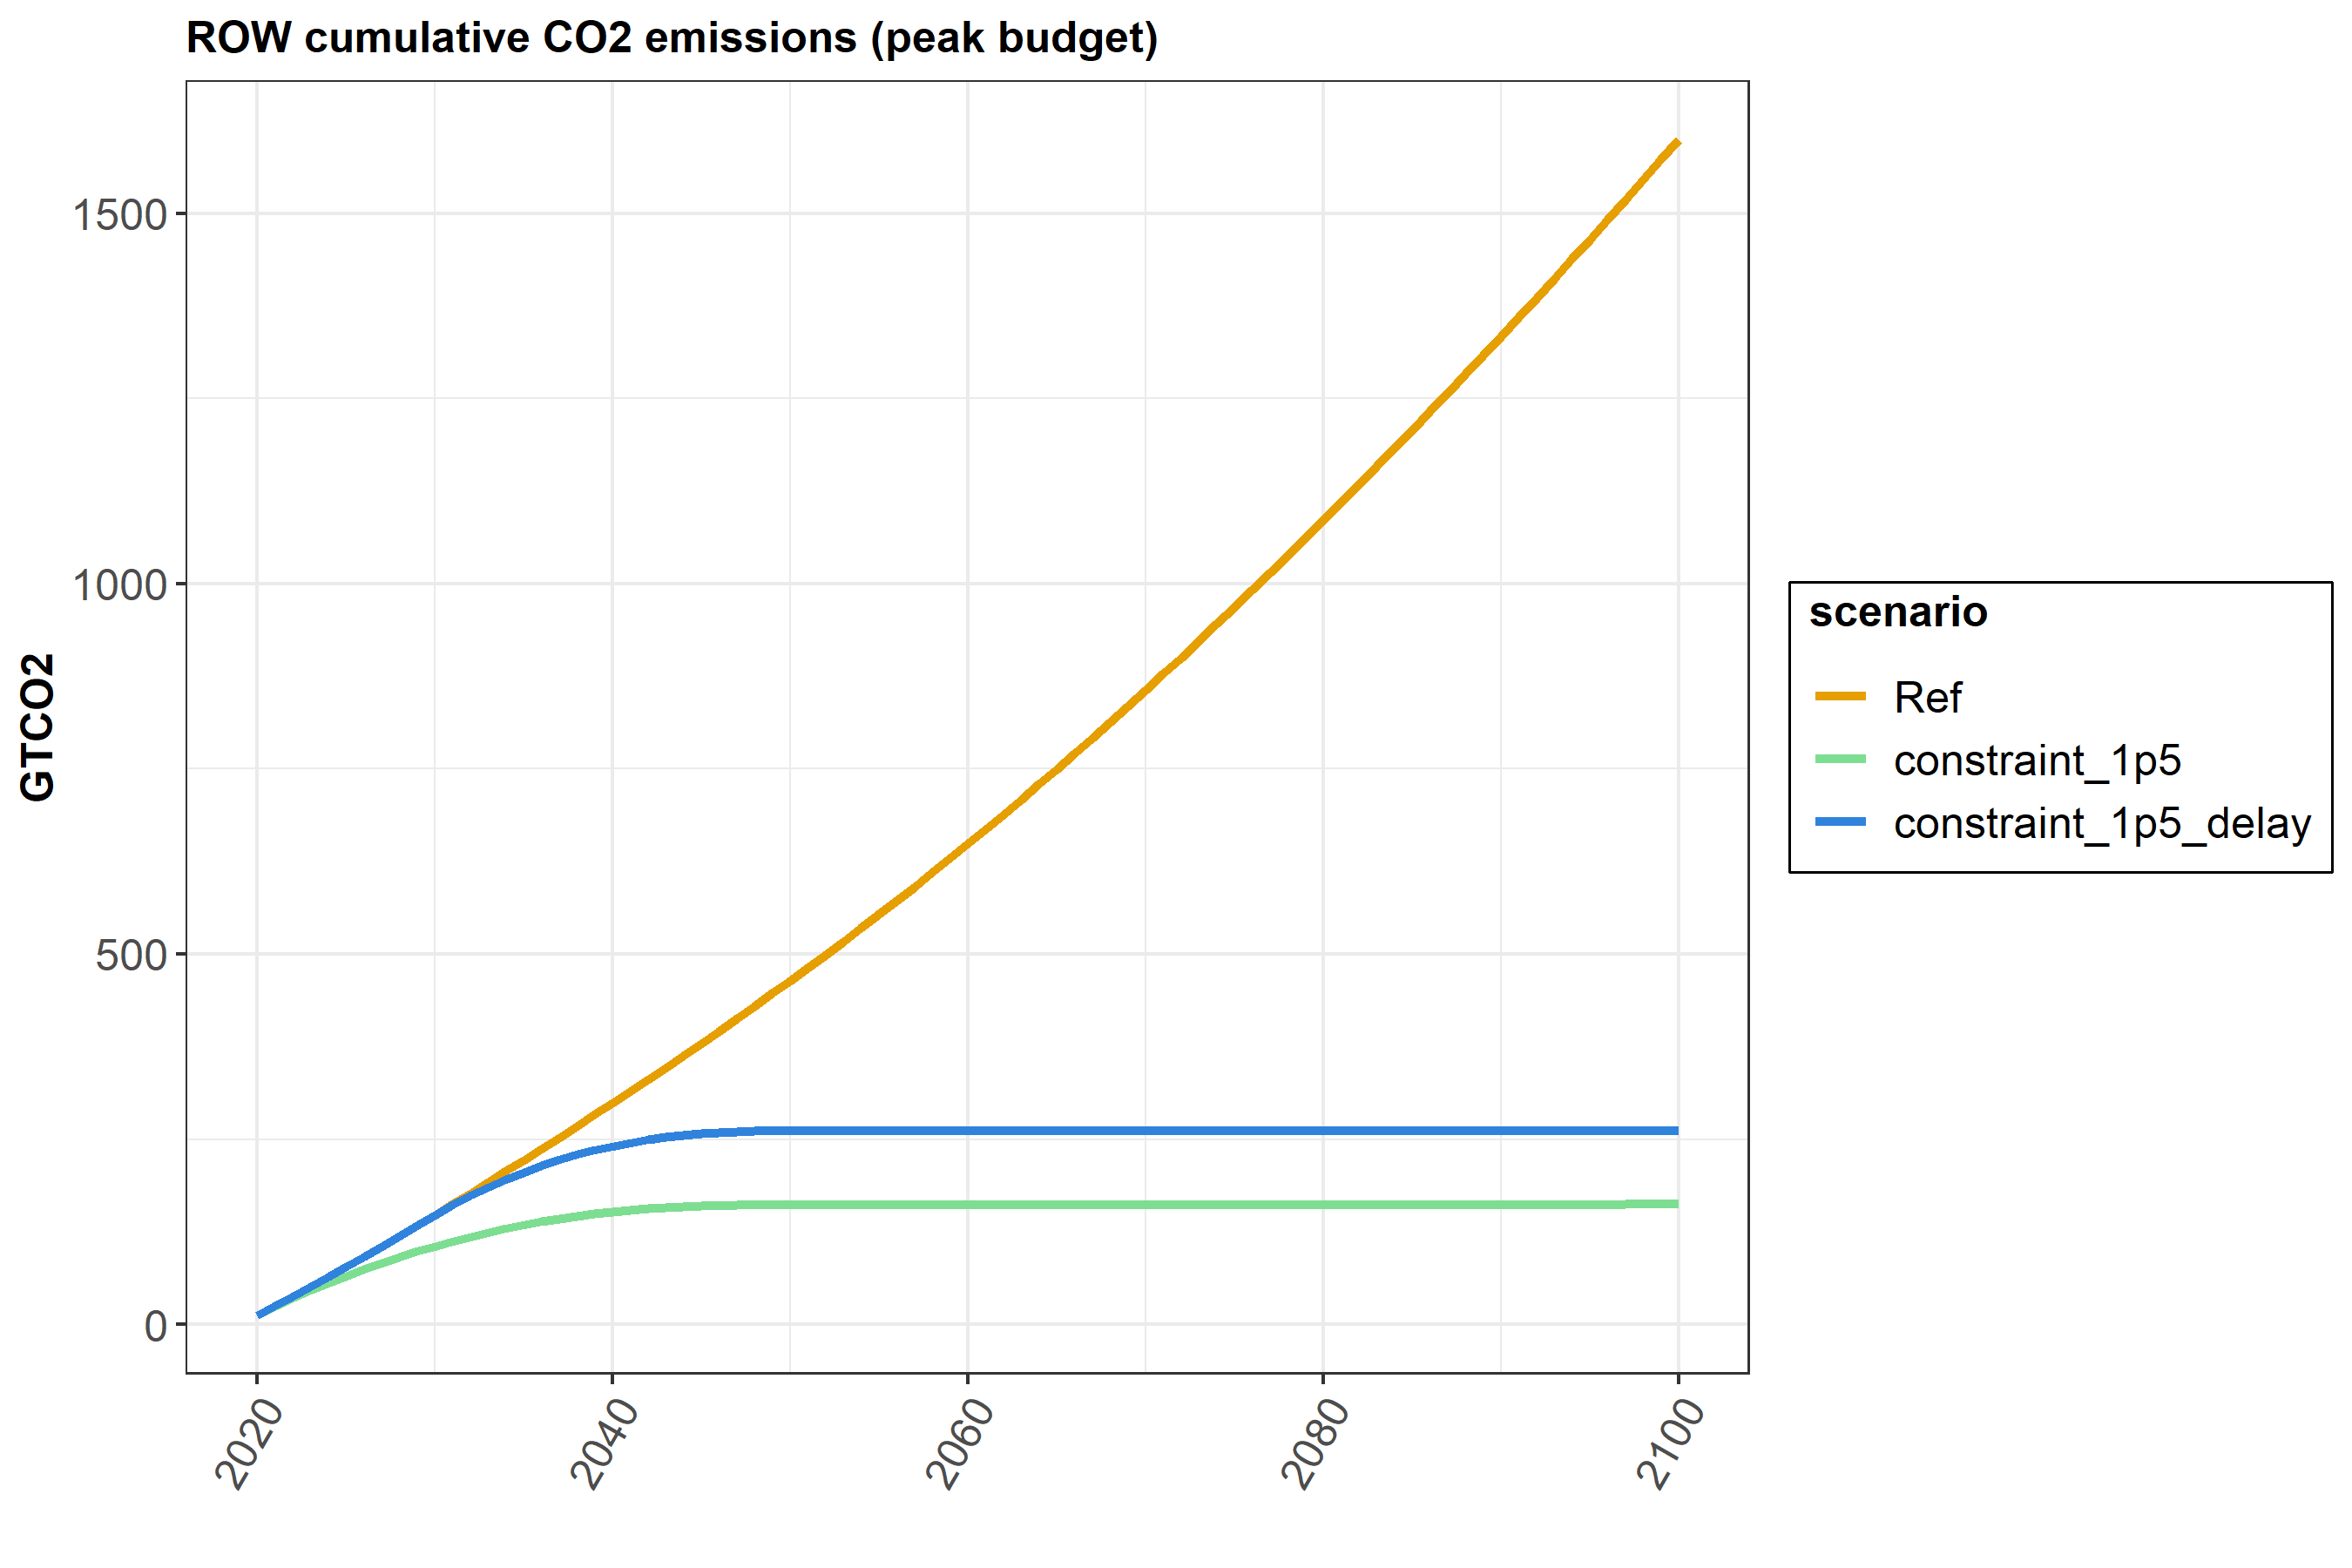 ROW cumulative CO2 emissions (peak budget)
GTCO2
1500
1000
500
0
2020
2040
2060
2080
2100
scenario
Ref
constraint_1p5
constraint_1p5_delay